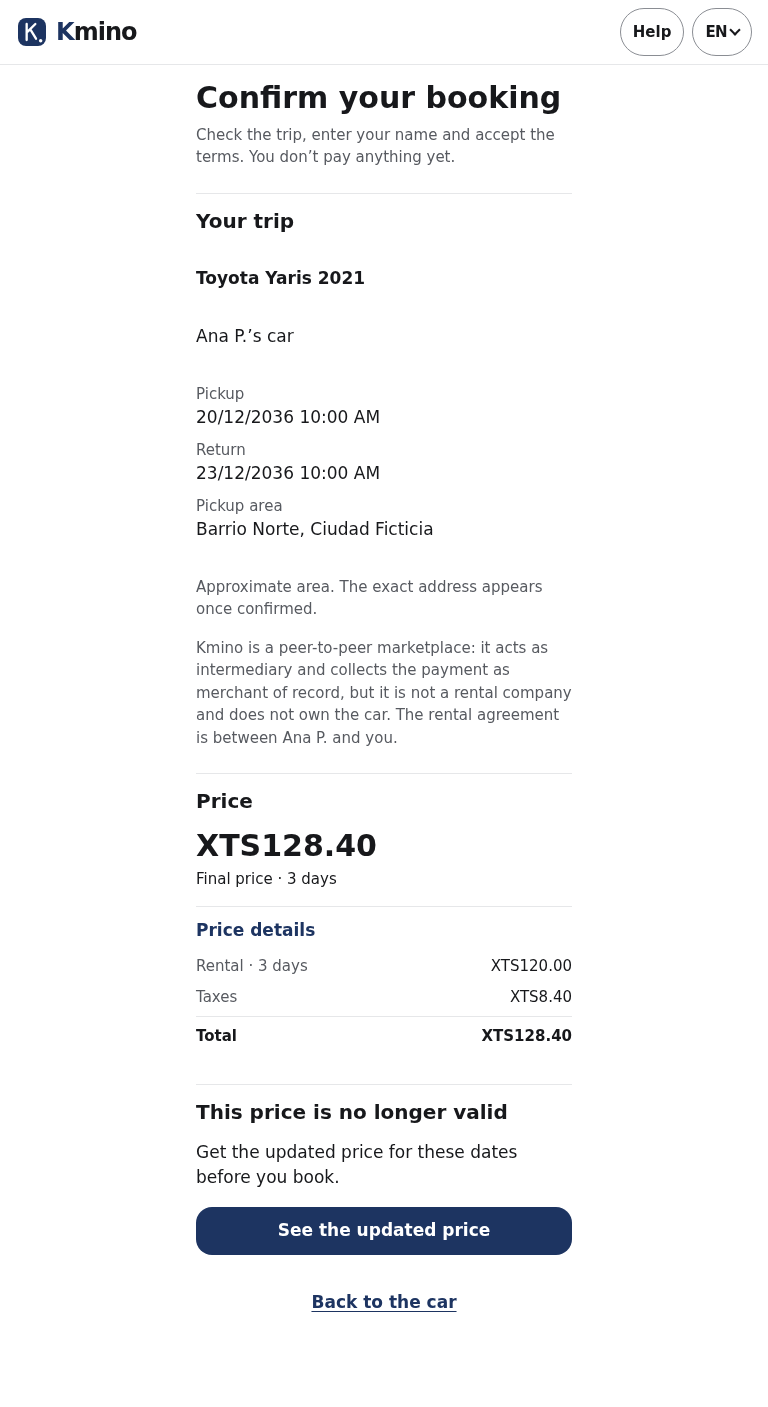 K. Kmino
Help
EN
Confirm your booking
Check the trip, enter your name and accept the
terms. You don’t pay anything yet.
Your trip
Toyota Yaris 2021
Ana P.’s car
Pickup
20/12/2036 10:00 AM
Return
23/12/2036 10:00 AM
Pickup area
Barrio Norte, Ciudad Ficticia
Approximate area. The exact address appears
once confirmed.
Kmino is a peer-to-peer marketplace: it acts as
intermediary and collects the payment as
merchant of record, but it is not a rental company
and does not own the car. The rental agreement
is between Ana P. and you.
Price
XTS128.40
Final price · 3 days
Price details
Rental · 3 days XTS120.00
Taxes XTS8.40
Total XTS128.40
This price is no longer valid
Get the updated price for these dates
before you book.
See the updated price
Back to the car